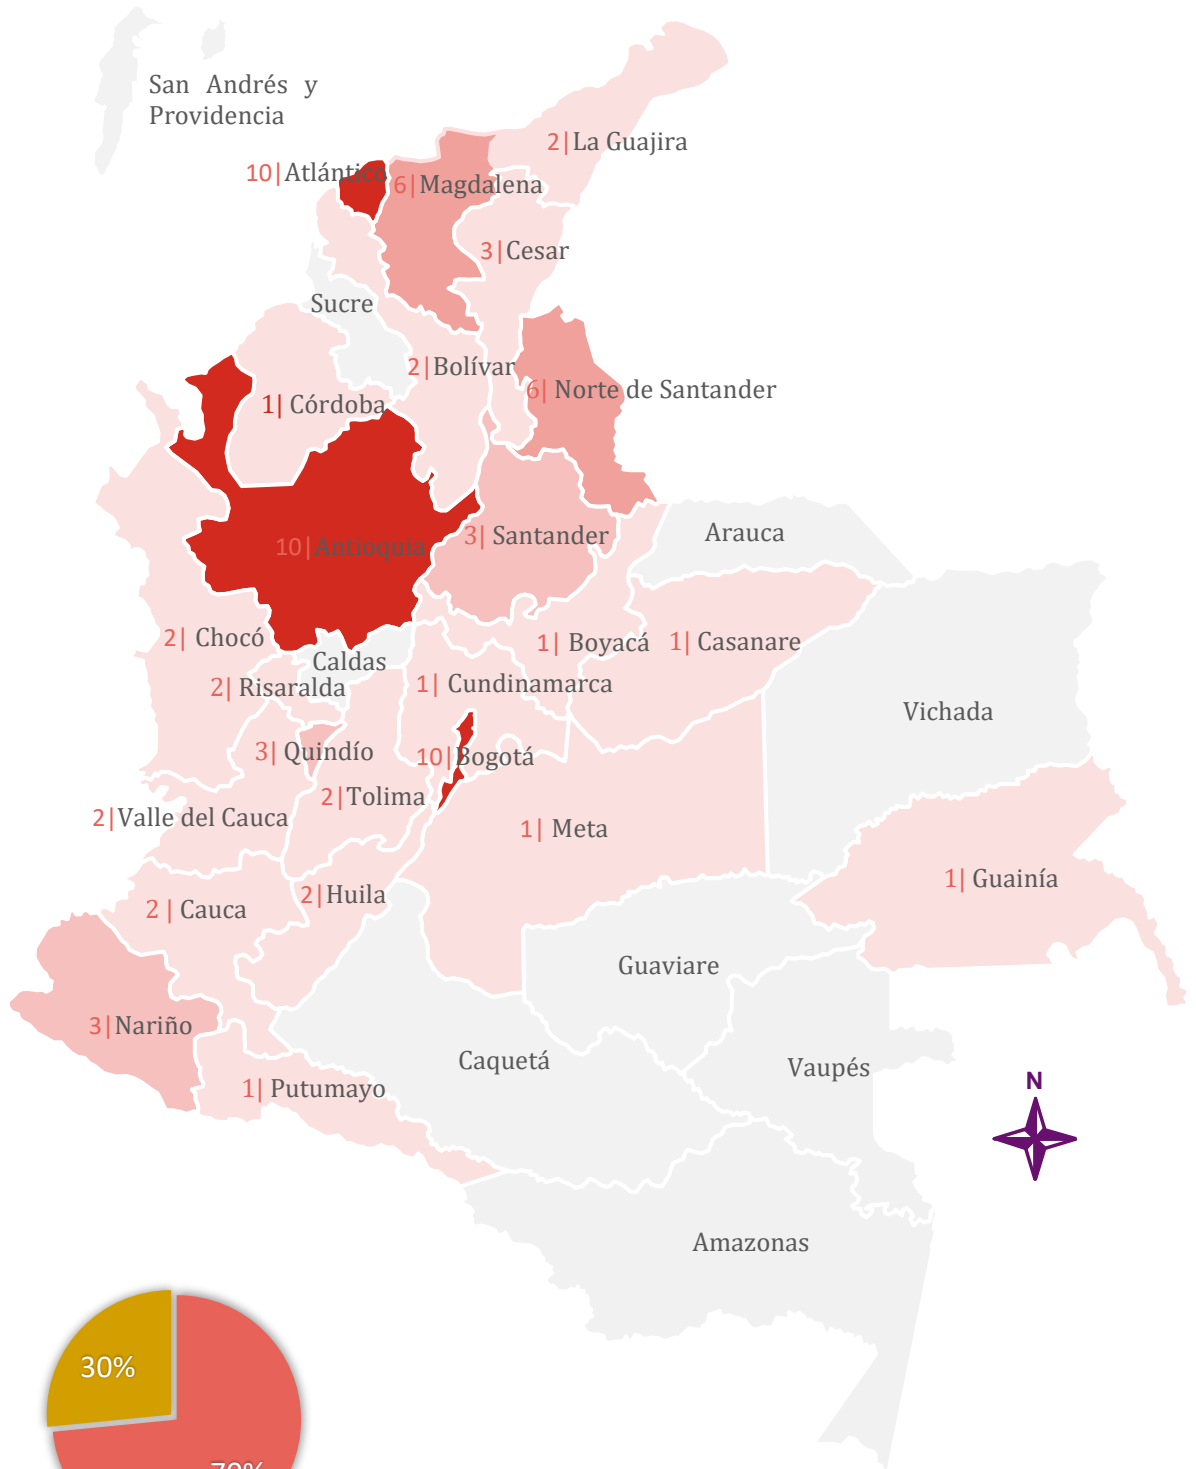 San Andrés y
Providencia
2|La Guajira
10|Atlántico
6|Magdalena
3|Cesar
Sucre
2|Bolívar
6| Norte de Santander
1| Córdoba
Arauca
3| Santander
10|Antioquia
2| Chocó
1| Boyacá
1| Casanare
Caldas
2| Risaralda
1| Cundinamarca
Vichada
3| Quindío
10|Bogotá
2|Tolima
2|Valle del Cauca
1| Meta
1| Guainía
2|Huila
2 | Cauca
Guaviare
3|Nariño
Caquetá
Vaupés
N
1| Putumayo
Amazonas
30%